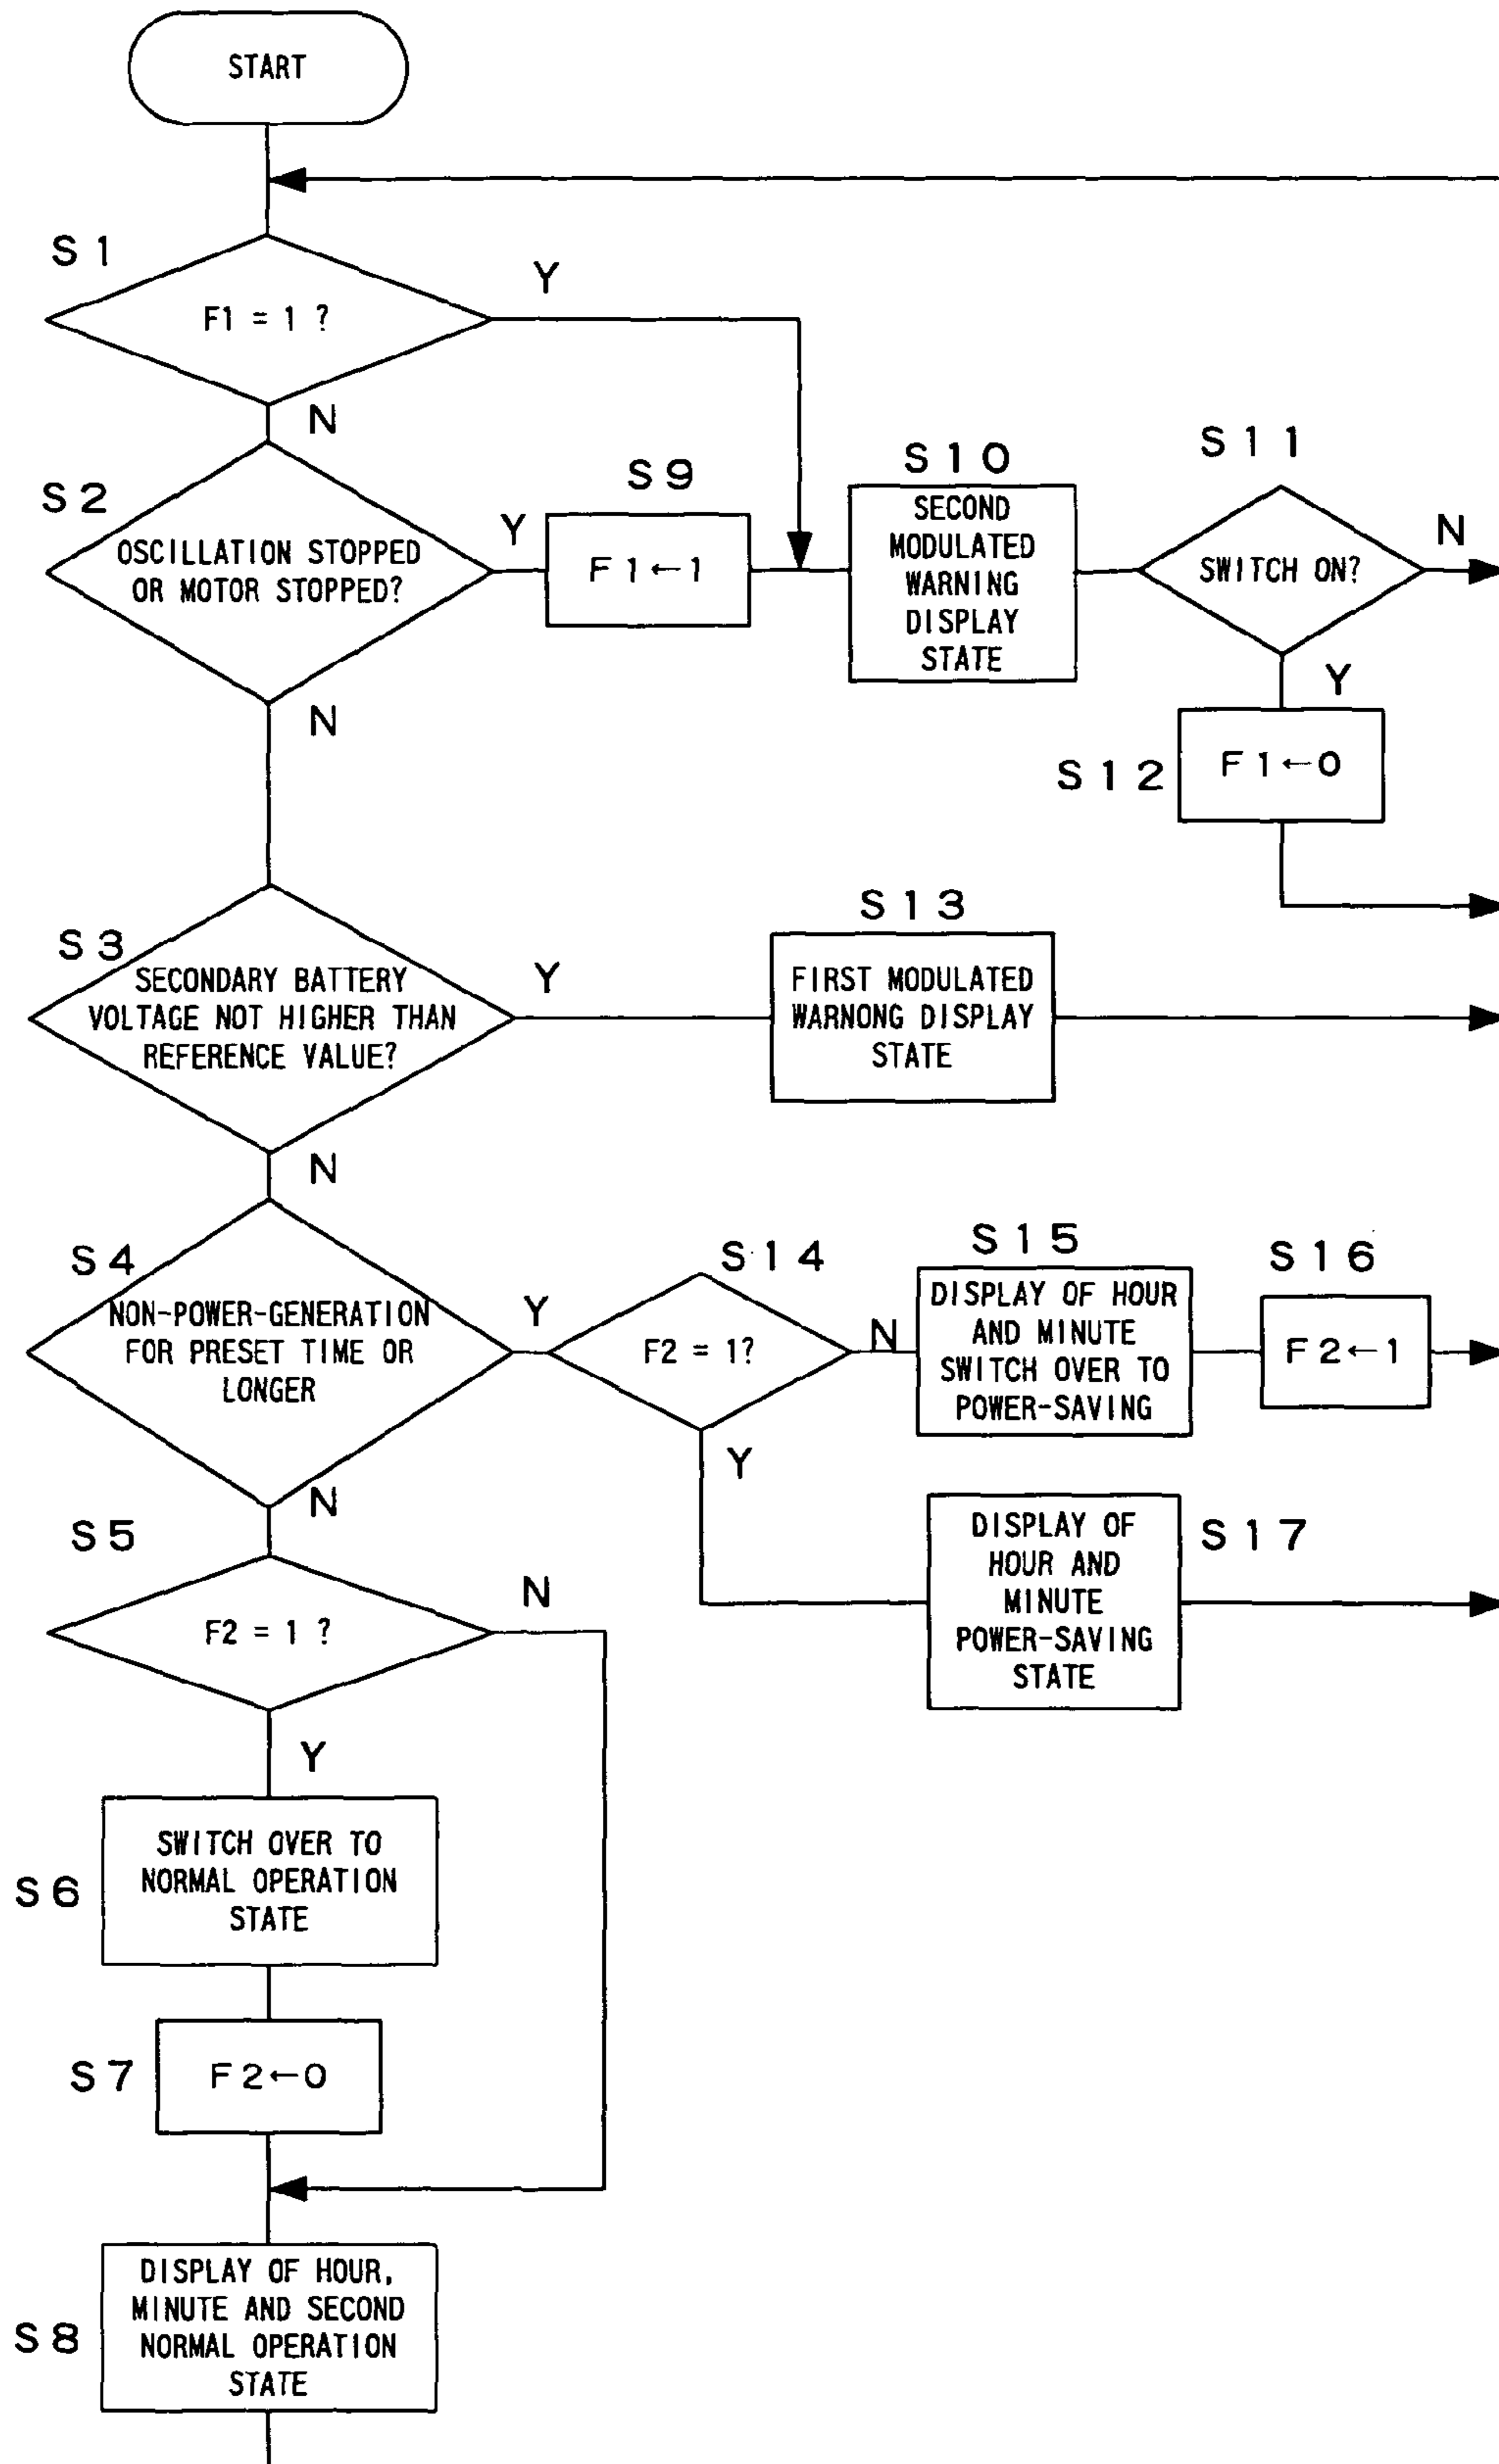 START
S1
F1 = 1 ?
Y
N
S2
OSCILLATION STOPPED
OR MOTOR STOPPED?
Y
N
S9
F1←1
S10
SECOND
MODULATED
WARNING
DISPLAY
STATE
S11
SWITCH ON?
N
Y
S12
F1←0
S3
SECONDARY BATTERY
VOLTAGE NOT HIGHER THAN
REFERENCE VALUE?
Y
N
S13
FIRST MODULATED
WARNONG DISPLAY
STATE
S4
NON-POWER-GENERATION
FOR PRESET TIME OR
LONGER
Y
N
S14
F2 = 1?
N
Y
S15
DISPLAY OF HOUR
AND MINUTE
SWITCH OVER TO
POWER-SAVING
S16
F2←1
S17
DISPLAY OF
HOUR AND
MINUTE
POWER-SAVING
STATE
S5
F2 = 1 ?
N
Y
S6
SWITCH OVER TO
NORMAL OPERATION
STATE
S7
F2←0
S8
DISPLAY OF HOUR,
MINUTE AND SECOND
NORMAL OPERATION
STATE